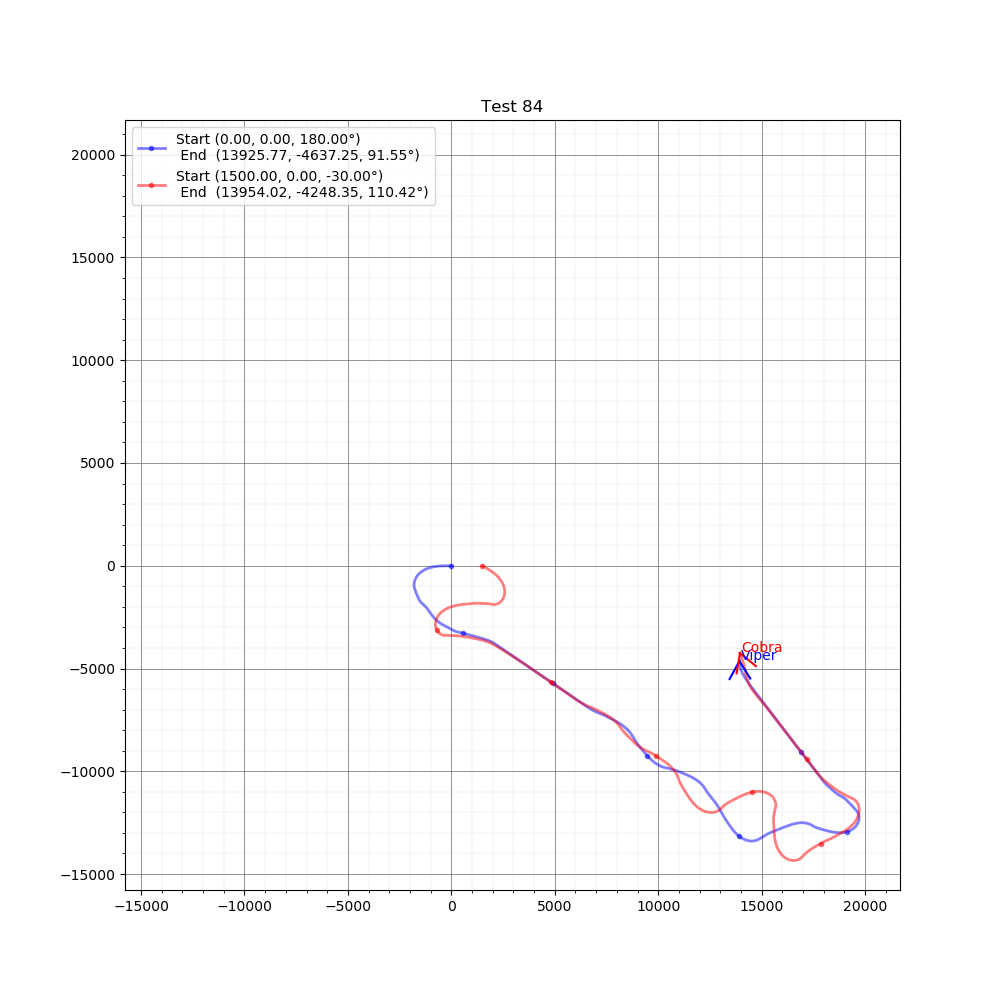 Test 84
Start (0.00, 0.00, 180.00°)
End  (13925.77, -4637.25, 91.55°)
Start (1500.00, 0.00, -30.00°)
End  (13954.02, -4248.35, 110.42°)
20000
15000
10000
5000
0
−5000
−10000
−15000
Cobra
Viper
−15000 −10000 −5000 0 5000 10000 15000 20000